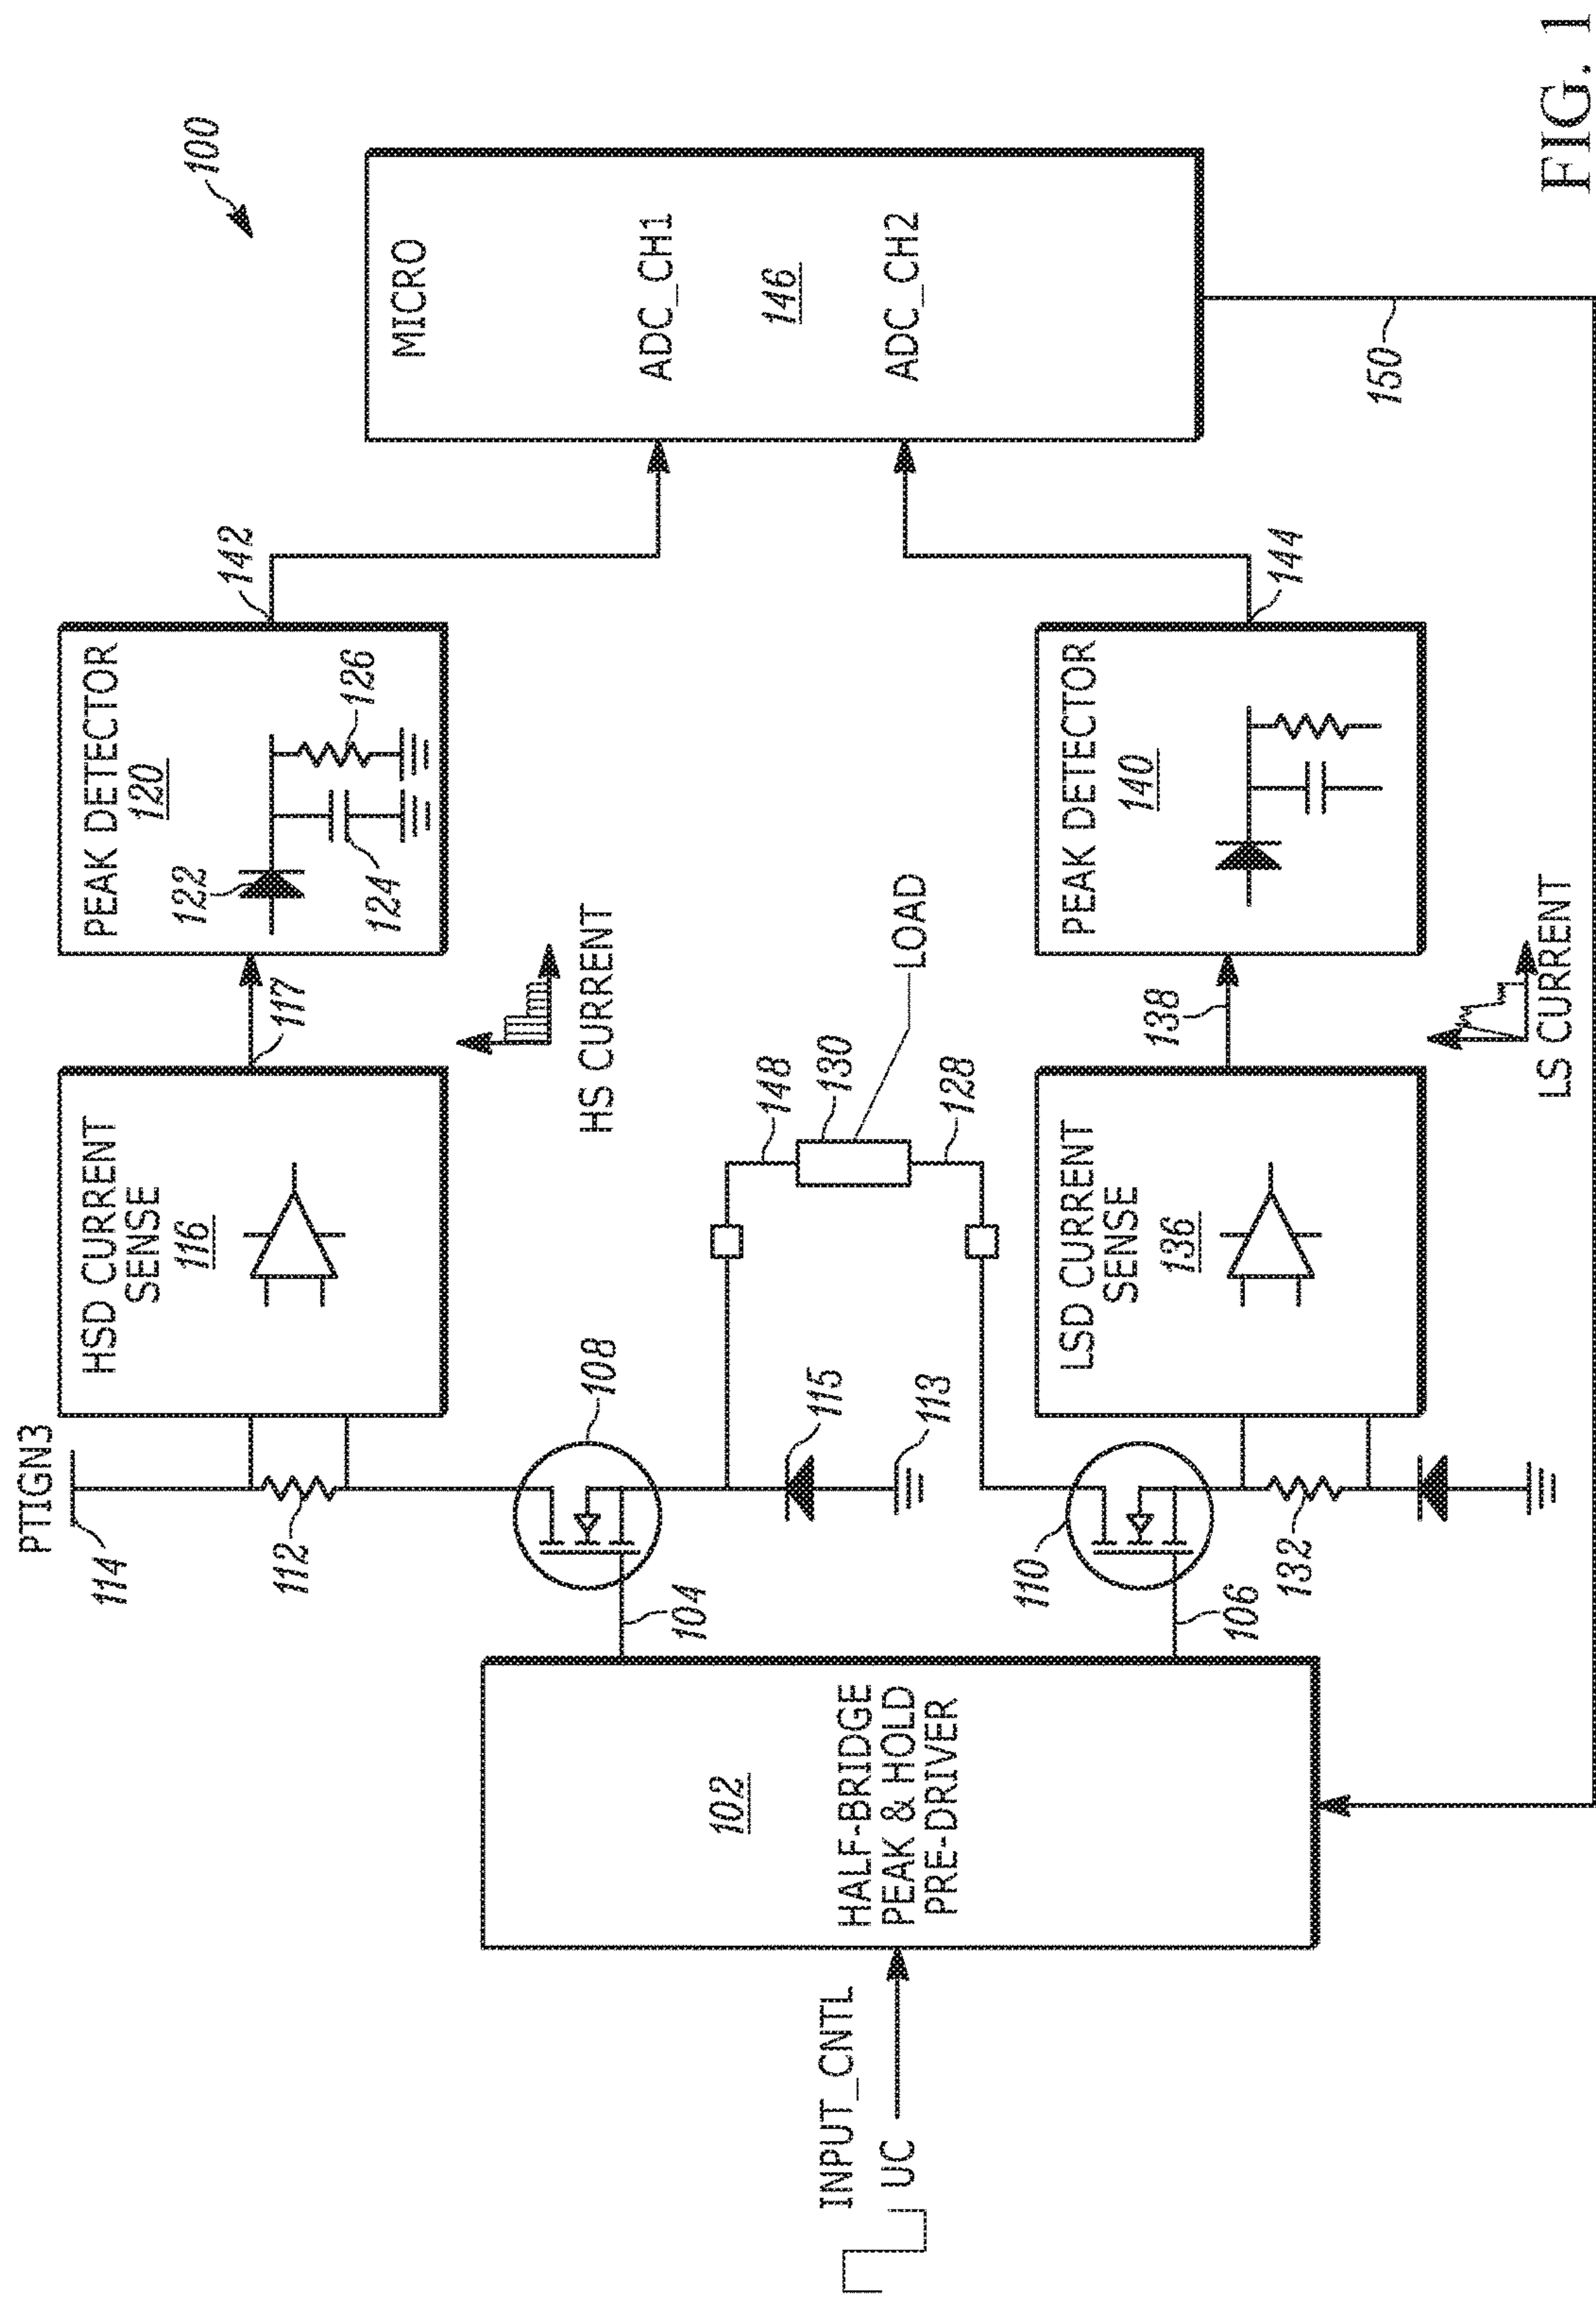 100
PTIGN3
114
112
HSD CURRENT
SENSE
116
117
PEAK DETECTOR
120
122
124
126
142
HS CURRENT
MICRO
ADC_CH1
146
ADC_CH2
150
108
104
115
113
148
130
LOAD
128
INPUT_CNTL
UC
102
HALF-BRIDGE
PEAK & HOLD
PRE-DRIVER
110
106
132
LSD CURRENT
SENSE
136
138
PEAK DETECTOR
140
144
LS CURRENT
FIG. 1